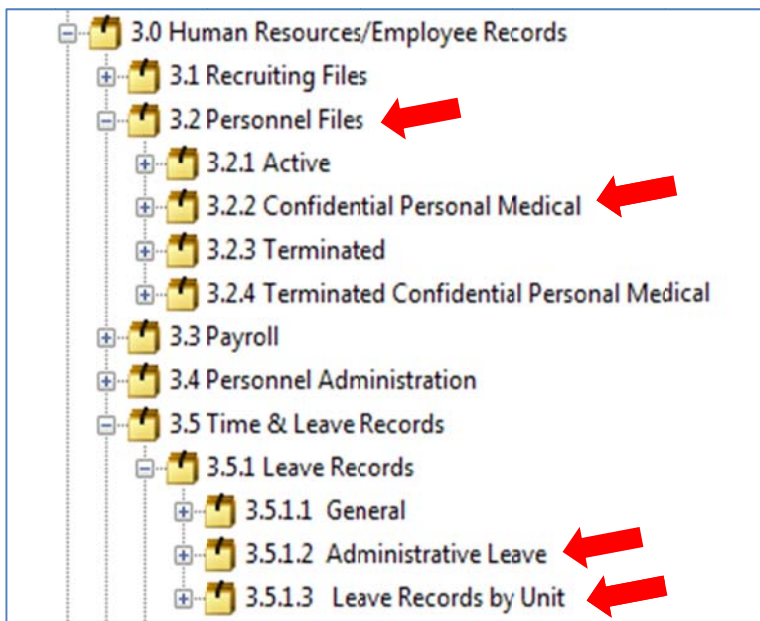 3.0 Human Resources/Employee Records
3.1 Recruiting Files
3.2 Personnel Files
3.2.1 Active
3.2.2 Confidential Personal Medical
3.2.3 Terminated
3.2.4 Terminated Confidential Personal Medical
3.3 Payroll
3.4 Personnel Administration
3.5 Time & Leave Records
3.5.1 Leave Records
3.5.1.1 General
3.5.1.2 Administrative Leave
3.5.1.3 Leave Records by Unit